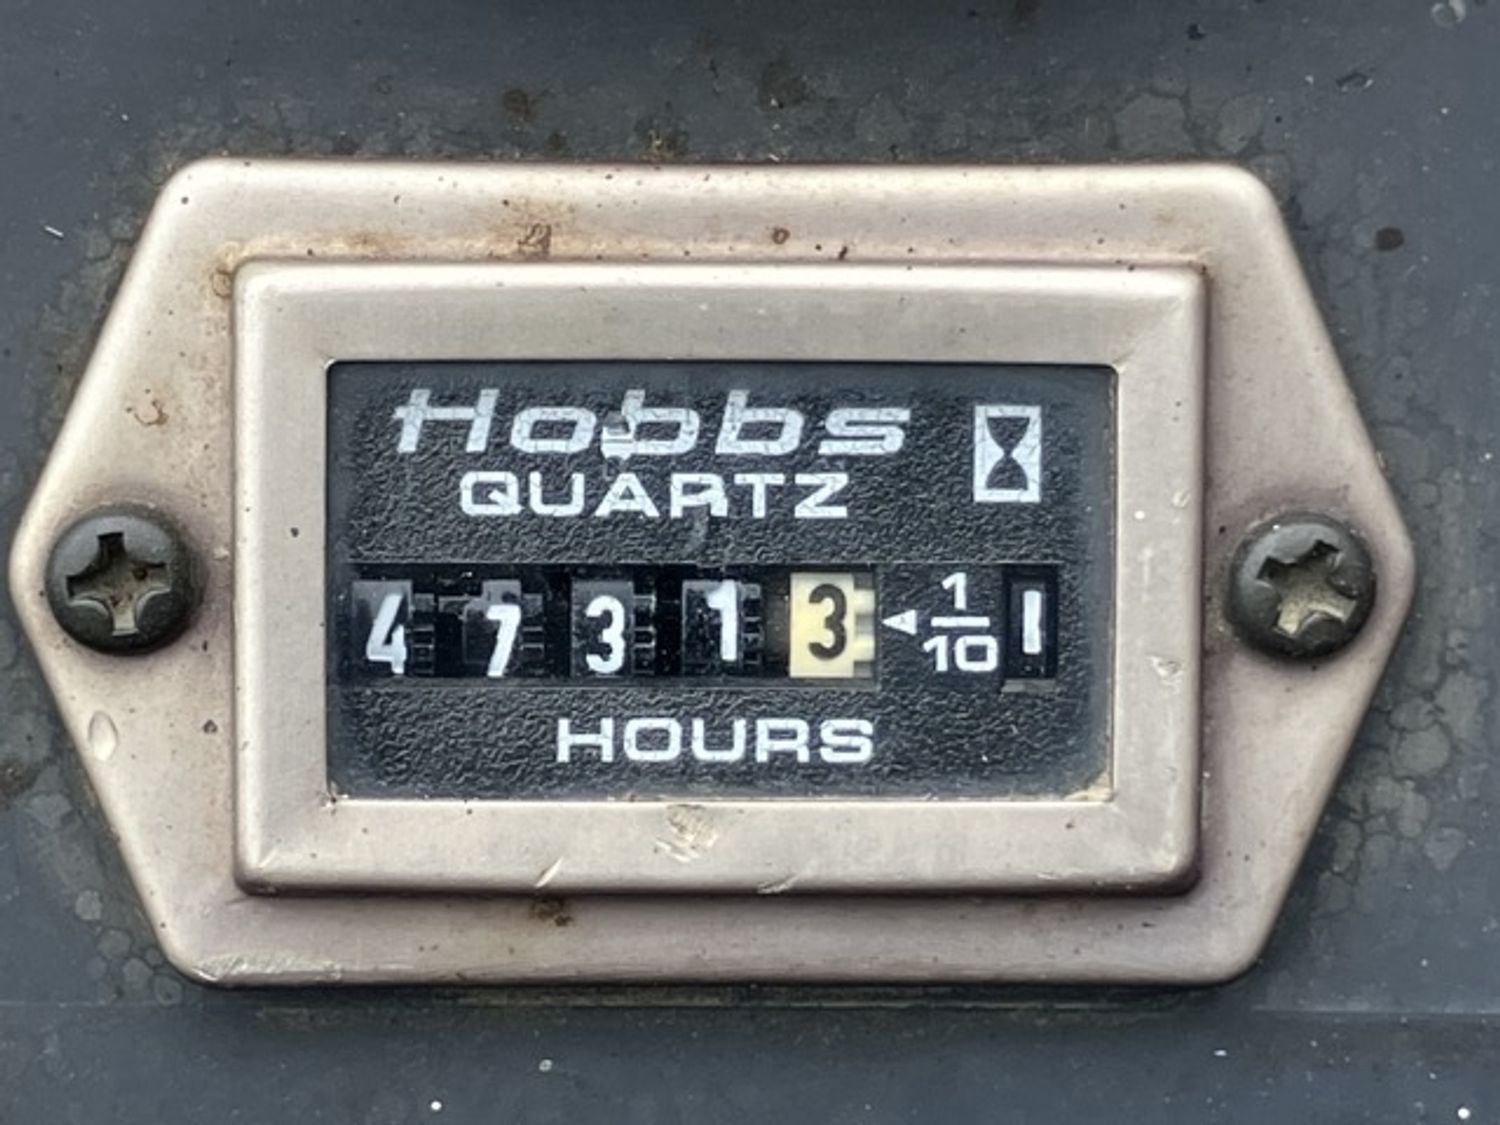 Hobbs
QUARTZ
4 7 3 1 3 ◄ 1/10
HOURS